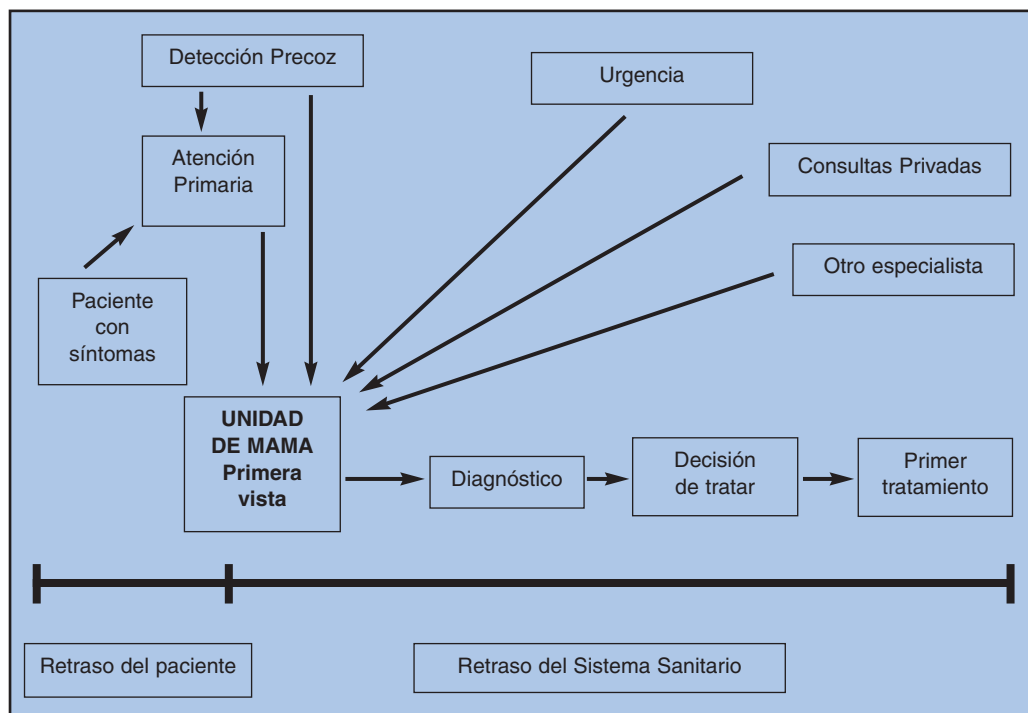 Detección Precoz
Urgencia
Atención
Primaria
Consultas Privadas
Otro especialista
Paciente
con
síntomas
UNIDAD
DE MAMA
Primera
vista
Diagnóstico
Decisión
de tratar
Primer
tratamiento
Retraso del paciente
Retraso del Sistema Sanitario